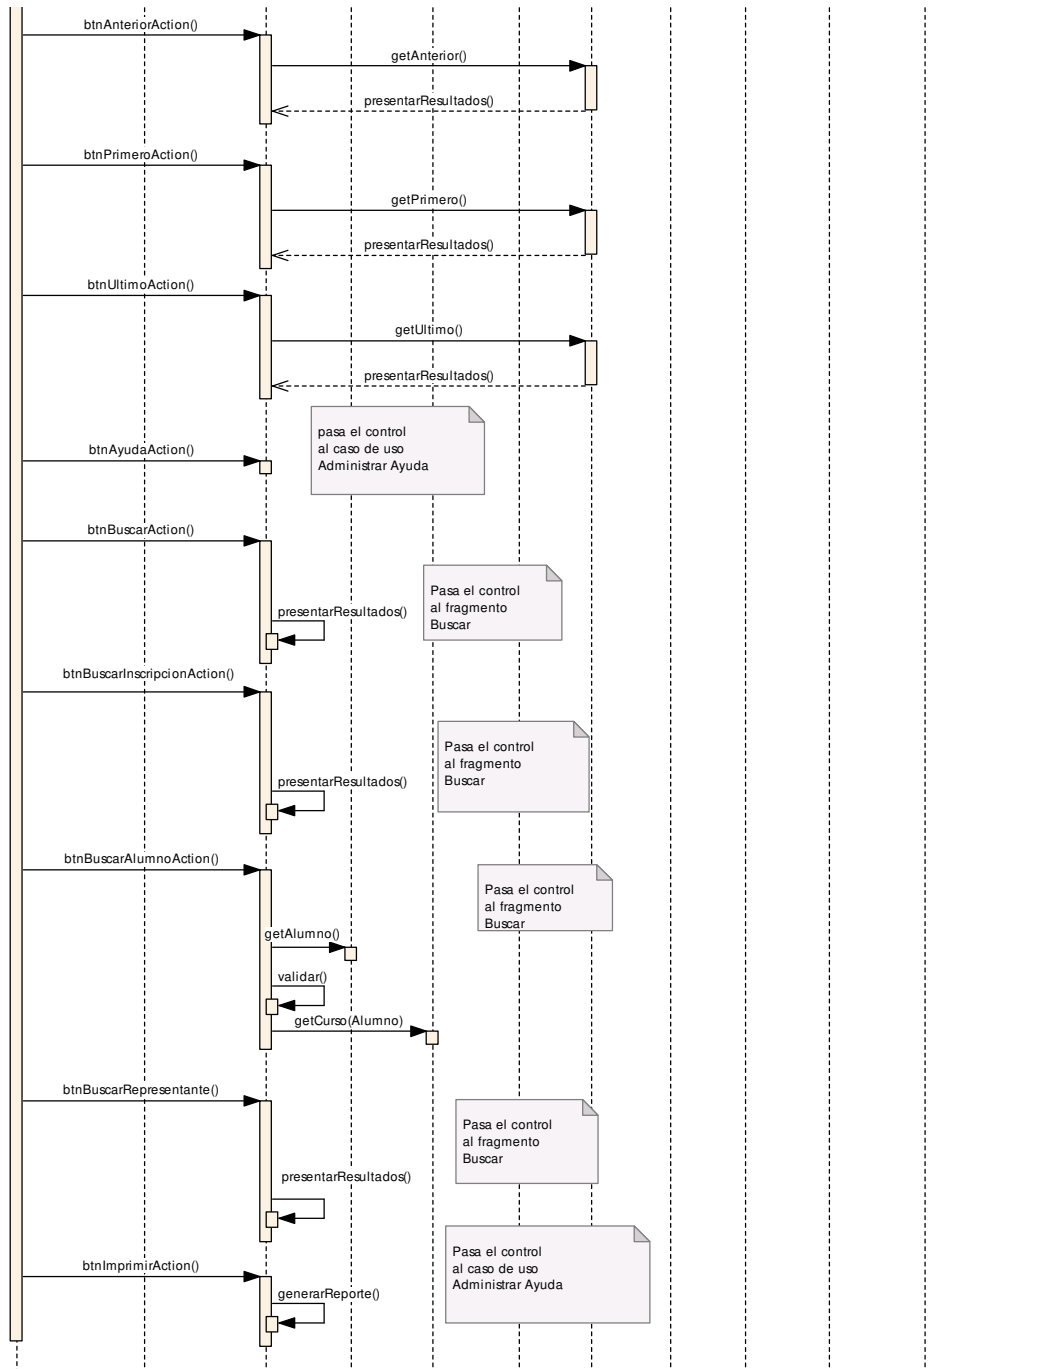 btnAnteriorAction()
getAnterior()
presentarResultados()
btnPrimeroAction()
getPrimero()
presentarResultados()
btnUltimoAction()
getUltimo()
presentarResultados()
pasa el control
al caso de uso
Administrar Ayuda
btnAyudaAction()
btnBuscarAction()
Pasa el control
al fragmento
Buscar
presentarResultados()
btnBuscarInscripcionAction()
Pasa el control
al fragmento
Buscar
presentarResultados()
btnBuscarAlumnoAction()
Pasa el control
al fragmento
Buscar
getAlumno()
validar()
getCurso(Alumno)
btnBuscarRepresentante()
Pasa el control
al fragmento
Buscar
presentarResultados()
Pasa el control
al caso de uso
Administrar Ayuda
btnImprimirAction()
generarReporte()